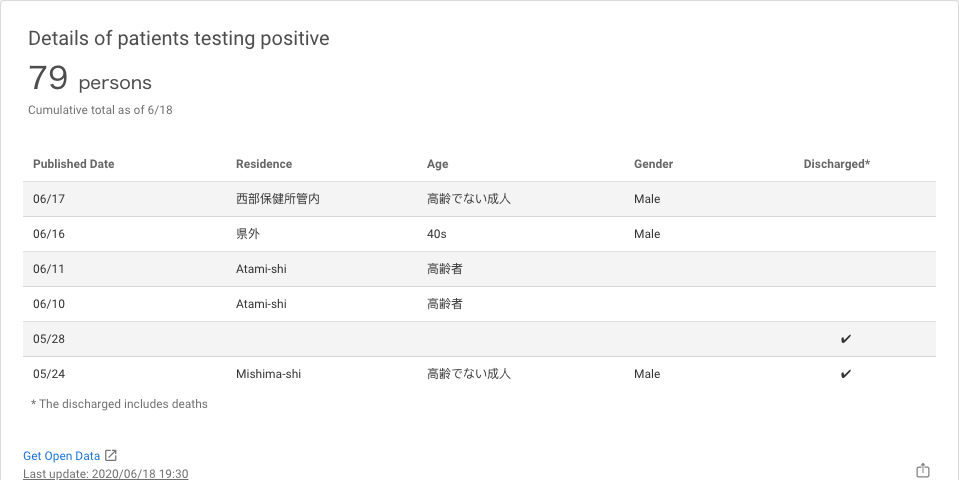 Details of patients testing positive
79 persons
Cumulative total as of 6/18
Published Date Residence Age Gender Discharged*
06/17 西部保健所管内 高齢でない成人 Male
06/16 県外 40s Male
06/11 Atami-shi 高齢者
06/10 Atami-shi 高齢者
05/28 ✔
05/24 Mishima-shi 高齢でない成人 Male ✔
* The discharged includes deaths
Get Open Data
Last update: 2020/06/18 19:30